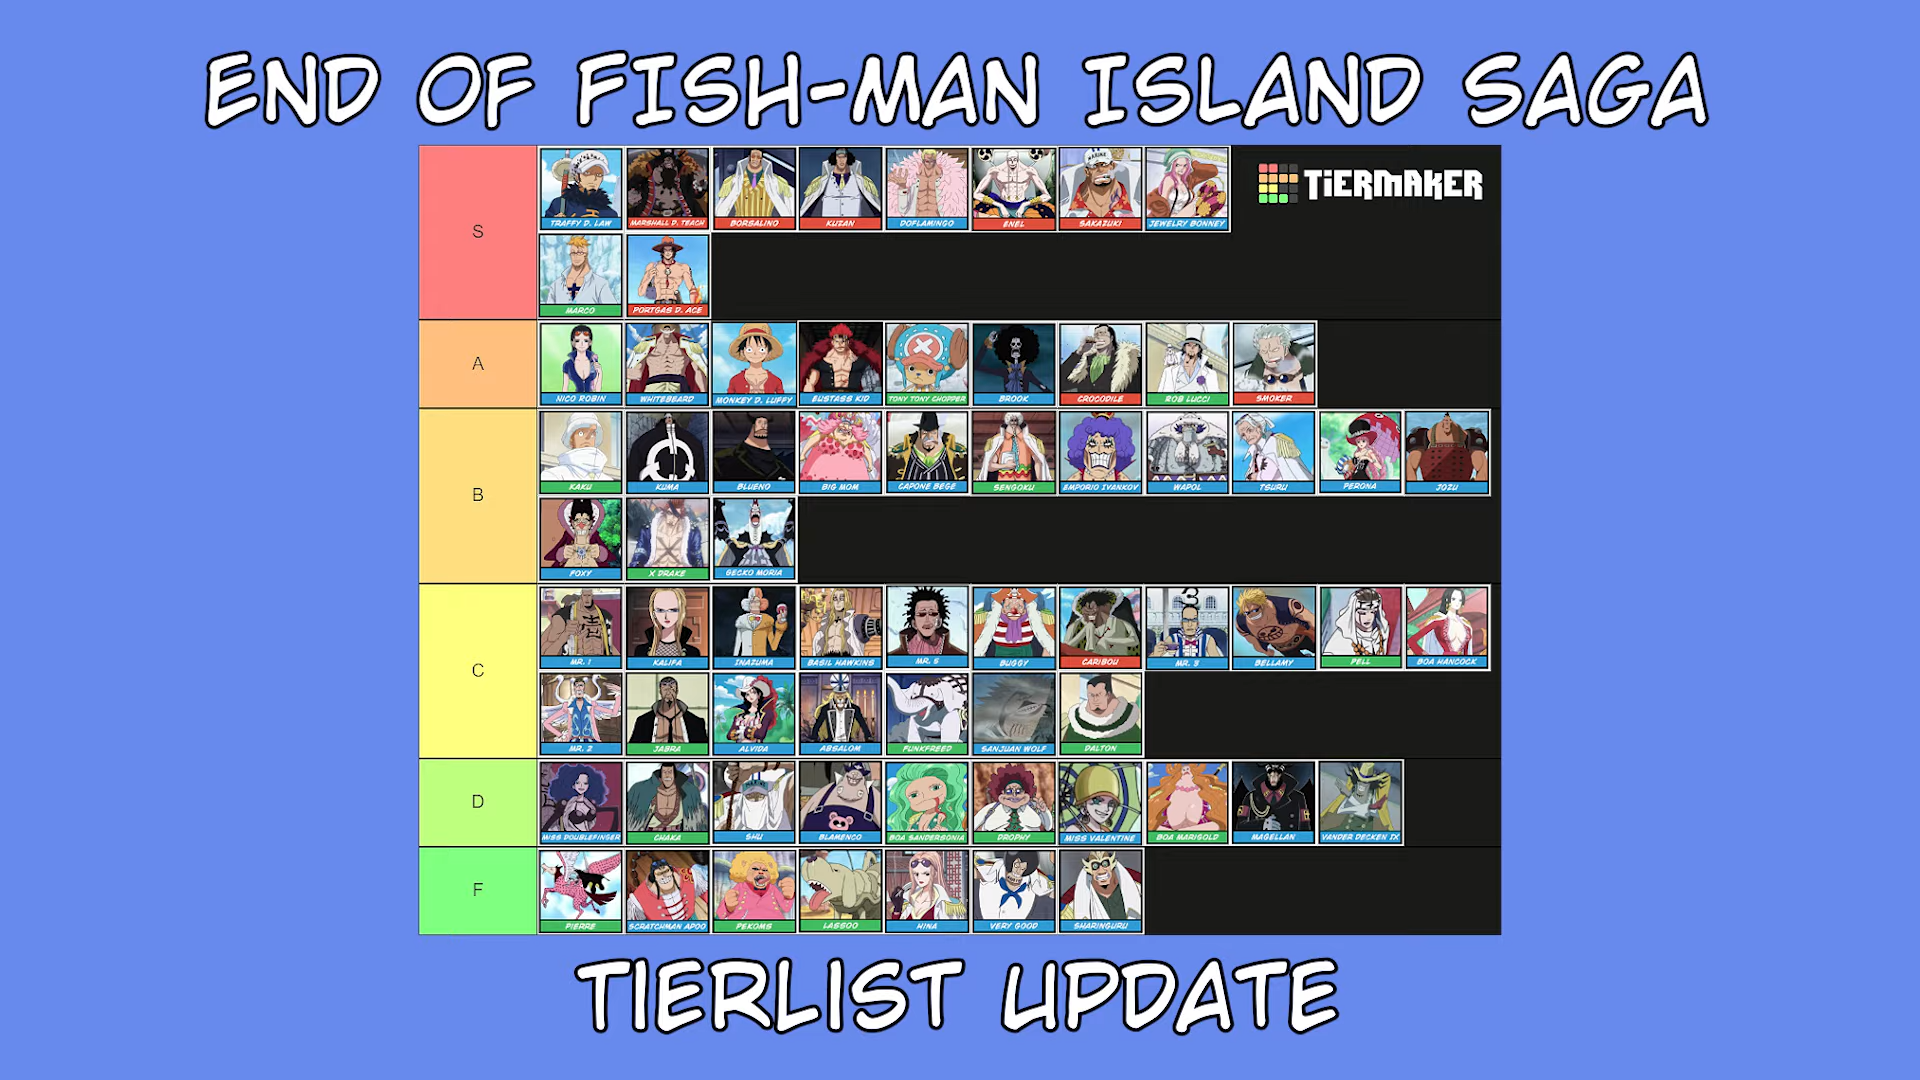 END OF FISH-MAN ISLAND SAGA
S
TRAFFY D. LAW
MARSHALL D. TEACH
BORSALINO
KUZAN
DOFLAMINGO
ENEL
SAKAZUKI
JEWELRY BONNEY
TiERMAKER
MARINE
MARCO
PORTGAS D. ACE
A
NICO ROBIN
WHITEBEARD
MONKEY D. LUFFY
EUSTASS KID
TONY TONY CHOPPER
BROOK
CROCODILE
ROB LUCCI
SMOKER
B
KAKU
KUMA
BLUENO
BIG MOM
CAPONE BEGE
SENGOKU
EMPORIO IVANKOV
WAPOL
TSURU
PERONA
JOZU
FOXY
X DRAKE
GECKO MORIA
C
MR. 1
KALIFA
INAZUMA
BASIL HAWKINS
MR. 5
BUGGY
CARIBOU
MR. 3
BELLAMY
PELL
BOA HANCOCK
MR. 2
JABRA
ALVIDA
ABSALOM
FUNKFREED
SANJUAN WOLF
DALTON
D
MISS DOUBLEFINGER
CHAKA
SHU
BLAMENCO
BOA SANDERSONIA
DROPHY
MISS VALENTINE
BOA MARIGOLD
MAGELLAN
VANDER DECKEN IX
F
PIERRE
SCRATCHMAN APOO
PEKOMS
LASSOO
HINA
VERY GOOD
SHARINGURU
TIERLIST UPDATE